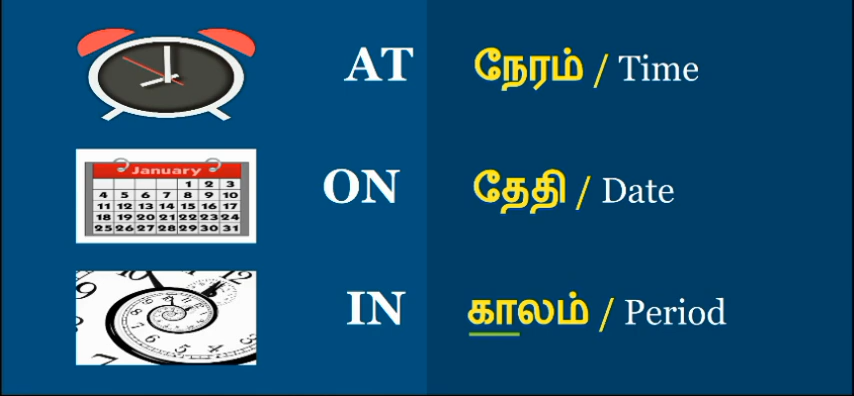 AT நேரம் / Time
January
1 2 3
4 5 6 7 8 9 10
11 12 13 14 15 16 17
18 19 20 21 22 23 24
25 26 27 28 29 30 31
ON தேதி / Date
IN காலம் / Period